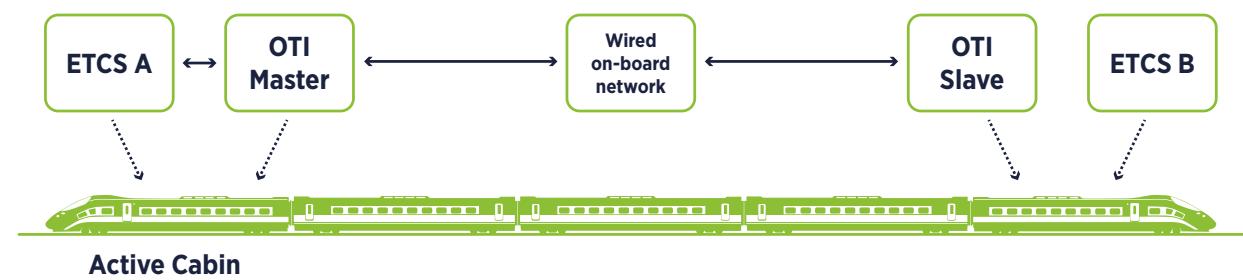 ETCS A
OTI
Master
Wired
on-board
network
OTI
Slave
ETCS B
Active Cabin